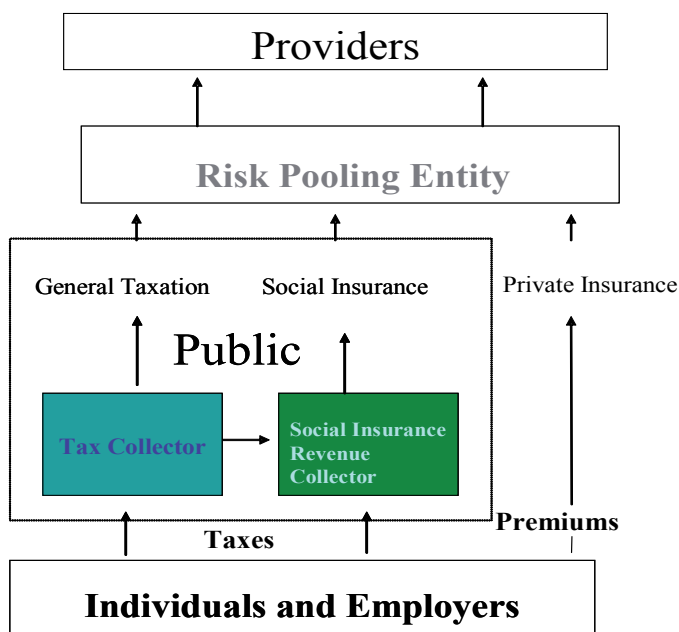 Providers
Risk Pooling Entity
General Taxation
Social Insurance
Private Insurance
Public
Tax Collector
Social Insurance
Revenue
Collector
Premiums
Taxes
Individuals and Employers